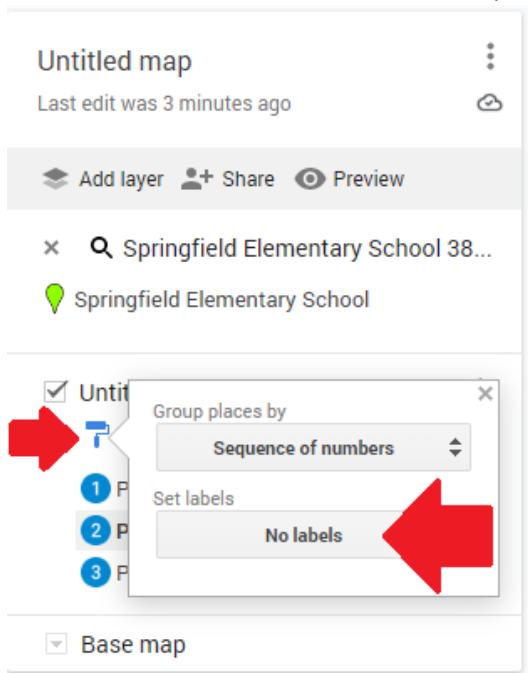 Untitled map
Last edit was 3 minutes ago
Add layer Share Preview
Springfield Elementary School 38...
Springfield Elementary School
Group places by
Sequence of numbers
Set labels
No labels
1 P
2 P
3 P
Base map